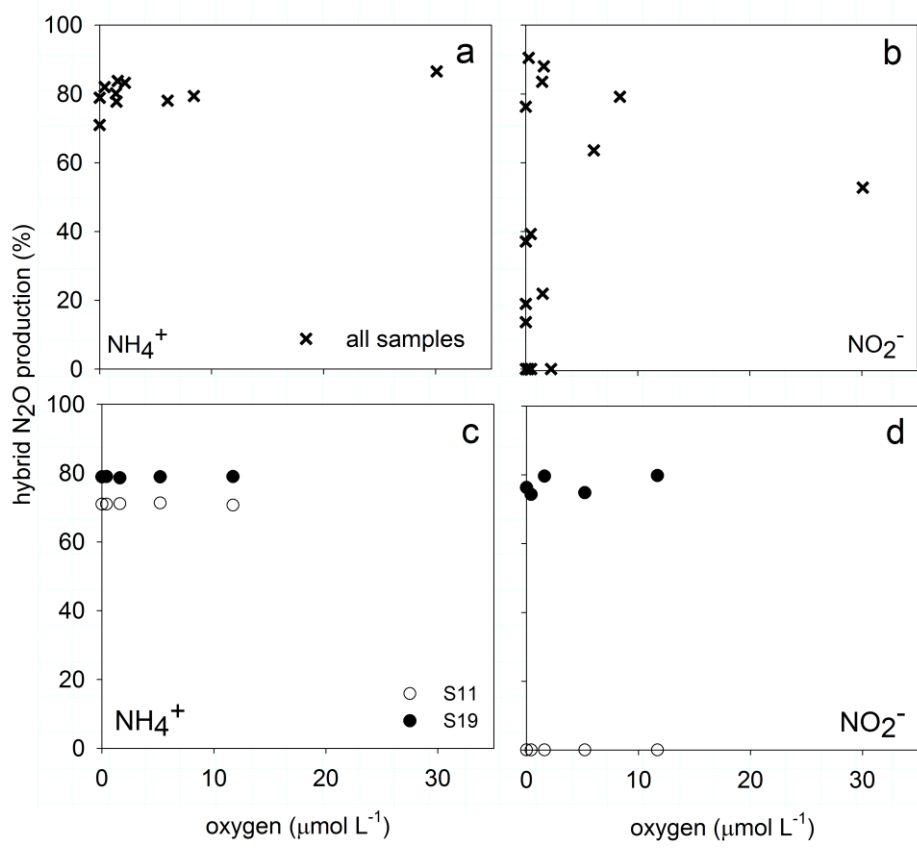 hybrid N₂O production (%)
100
80
60
40
20
0
a
NH₄⁺
× all samples
b
NO₂⁻
100
80
60
40
20
0
c
NH₄⁺
S11
S19
0 10 20 30
oxygen (μmol L⁻¹)
d
NO₂⁻
0 10 20 30
oxygen (μmol L⁻¹)